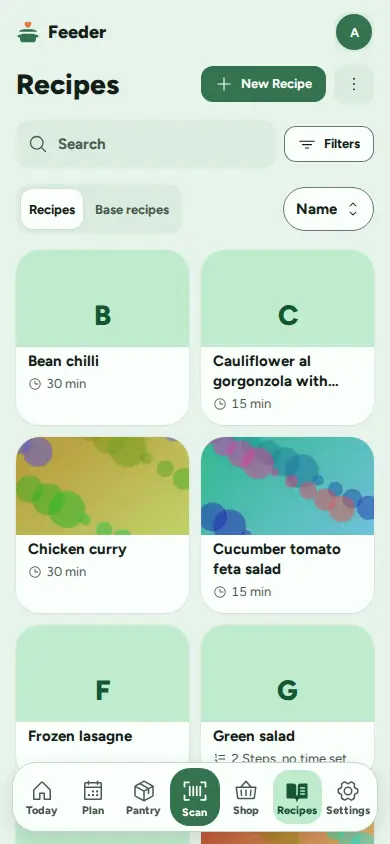 Feeder
A
Recipes
New Recipe
Search
Filters
Recipes
Base recipes
Name
B
C
Bean chilli
30 min
Cauliflower al
gorgonzola with...
15 min
Chicken curry
30 min
Cucumber tomato
feta salad
15 min
F
G
Frozen lasagne
Green salad
2 Steps, no time set
Today
Plan
Pantry
Scan
Shop
Recipes
Settings